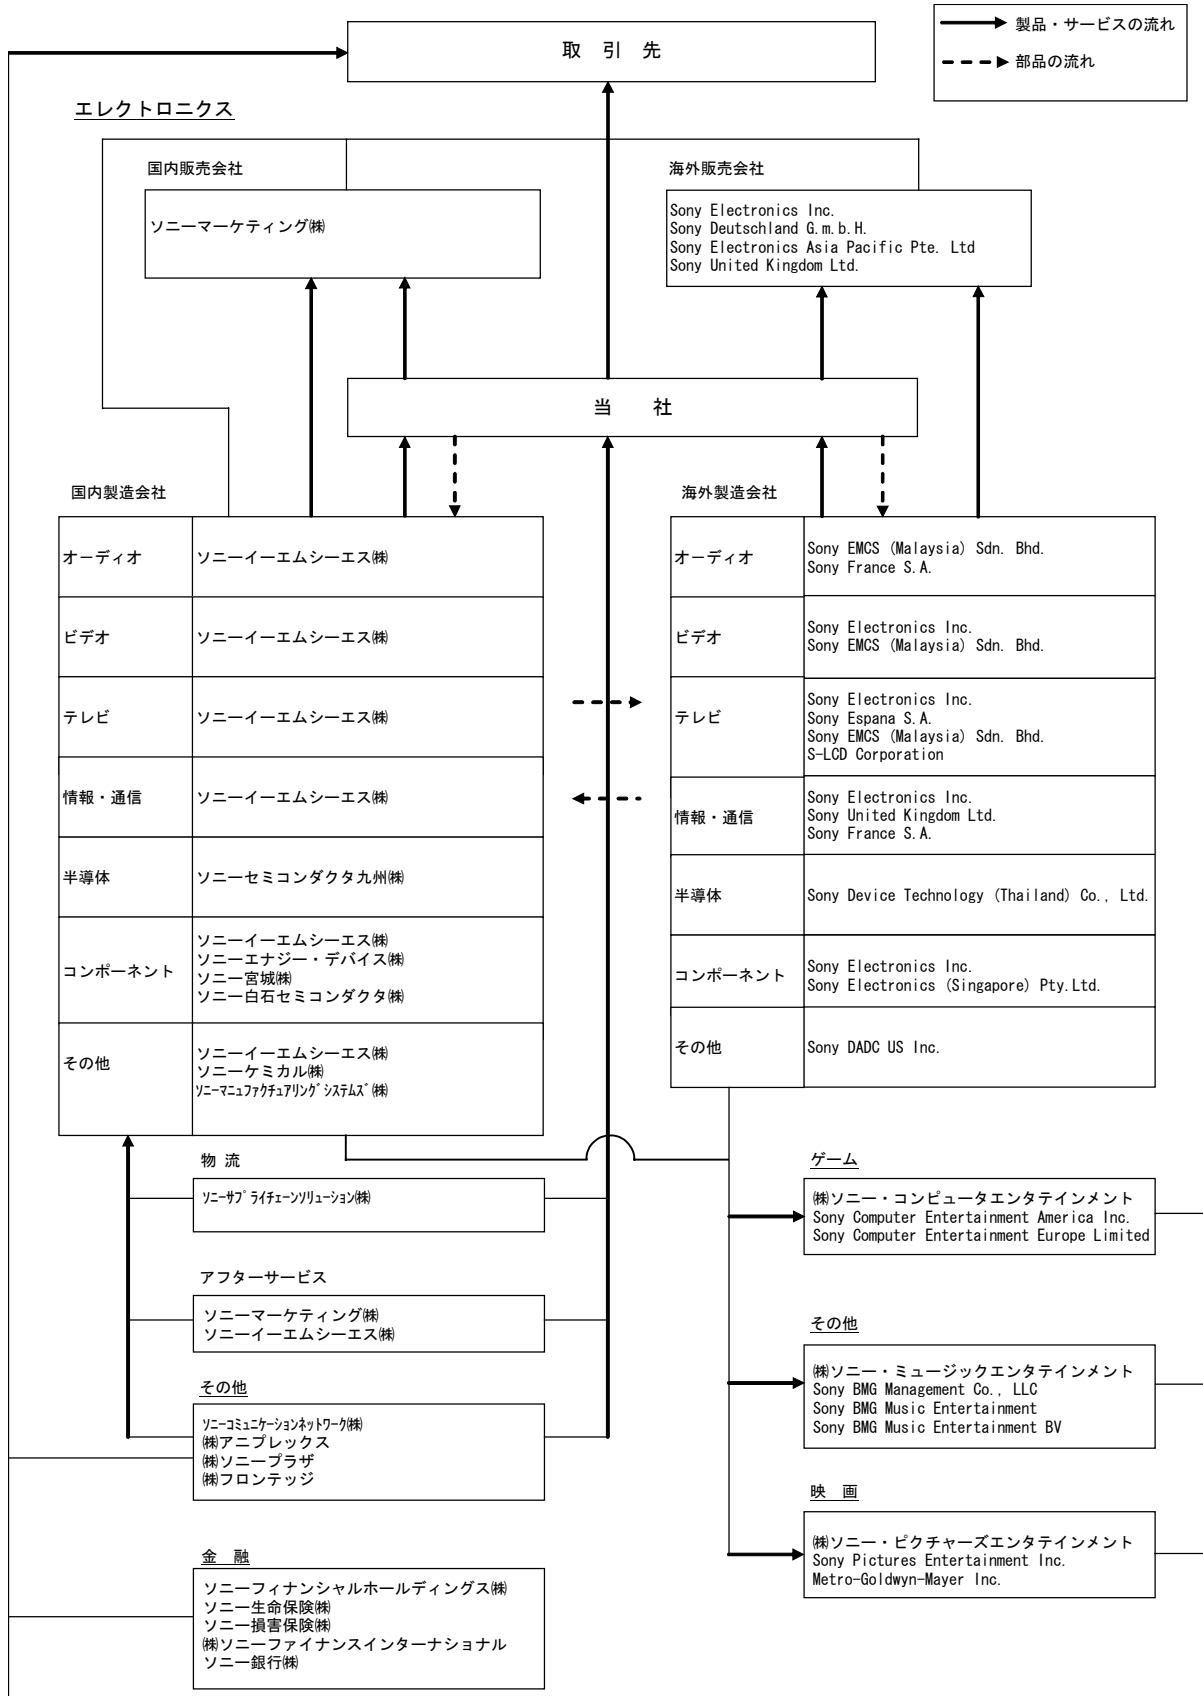 取 引 先
製品・サービスの流れ
部品の流れ
エレクトロニクス
国内販売会社
ソニーマーケティング㈱
海外販売会社
Sony Electronics Inc.
Sony Deutschland G.m.b.H.
Sony Electronics Asia Pacific Pte. Ltd
Sony United Kingdom Ltd.
当 社
国内製造会社
オーディオ
ソニーイーエムシーエス㈱
ビデオ
ソニーイーエムシーエス㈱
テレビ
ソニーイーエムシーエス㈱
情報・通信
ソニーイーエムシーエス㈱
半導体
ソニーセミコンダクタ九州㈱
コンポーネント
ソニーイーエムシーエス㈱
ソニーエナジー・デバイス㈱
ソニー宮城㈱
ソニー白石セミコンダクタ㈱
その他
ソニーイーエムシーエス㈱
ソニーケミカル㈱
ソニーマニュファクチュアリングシステムズ㈱
海外製造会社
オーディオ
Sony EMCS (Malaysia) Sdn. Bhd.
Sony France S.A.
ビデオ
Sony Electronics Inc.
Sony EMCS (Malaysia) Sdn. Bhd.
テレビ
Sony Electronics Inc.
Sony Espana S.A.
Sony EMCS (Malaysia) Sdn. Bhd.
S-LCD Corporation
情報・通信
Sony Electronics Inc.
Sony United Kingdom Ltd.
Sony France S.A.
半導体
Sony Device Technology (Thailand) Co., Ltd.
コンポーネント
Sony Electronics Inc.
Sony Electronics (Singapore) Pty.Ltd.
その他
Sony DADC US Inc.
物 流
ソニーサプライチェーンソリューション㈱
アフターサービス
ソニーマーケティング㈱
ソニーイーエムシーエス㈱
その他
ソニーコミュニケーションネットワーク㈱
㈱アニプレックス
㈱ソニープラザ
㈱フロンテッジ
金 融
ソニーフィナンシャルホールディングス㈱
ソニー生命保険㈱
ソニー損害保険㈱
㈱ソニーファイナンスインターナショナル
ソニー銀行㈱
ゲーム
㈱ソニー・コンピュータエンタテインメント
Sony Computer Entertainment America Inc.
Sony Computer Entertainment Europe Limited
その他
㈱ソニー・ミュージックエンタテインメント
Sony BMG Management Co., LLC
Sony BMG Music Entertainment
Sony BMG Music Entertainment BV
映 画
㈱ソニー・ピクチャーズエンタテインメント
Sony Pictures Entertainment Inc.
Metro-Goldwyn-Mayer Inc.